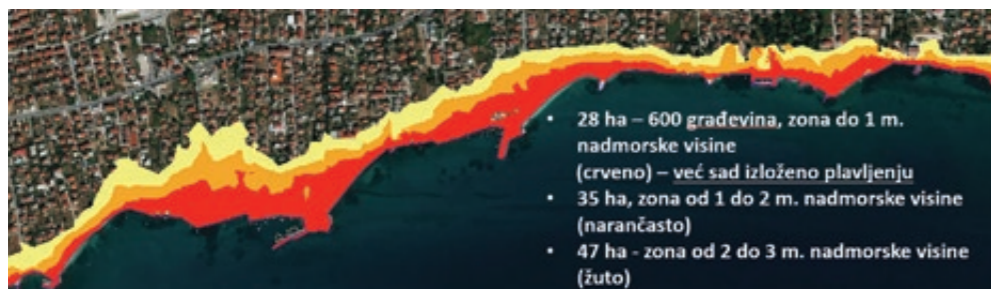 • 28 ha – 600 građevina, zona do 1 m.
nadmorske visine
(crveno) – već sad izloženo plavljenju
• 35 ha, zona od 1 do 2 m. nadmorske visine
(narančasto)
• 47 ha - zona od 2 do 3 m. nadmorske visine
(žuto)